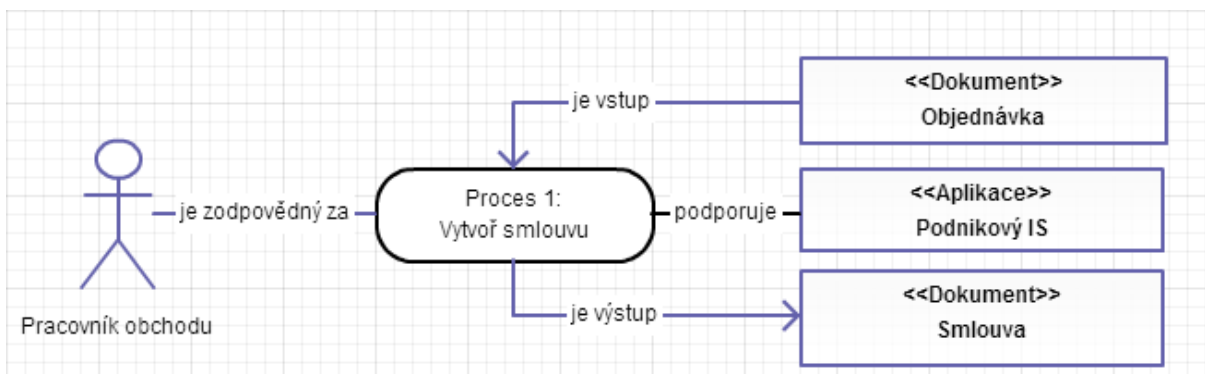 <<Dokument>>
Objednávka
je vstup
Proces 1:
Vytvoř smlouvu
je zodpovědný za
podporuje
<<Aplikace>>
Podnikový IS
je výstup
<<Dokument>>
Smlouva
Pracovník obchodu